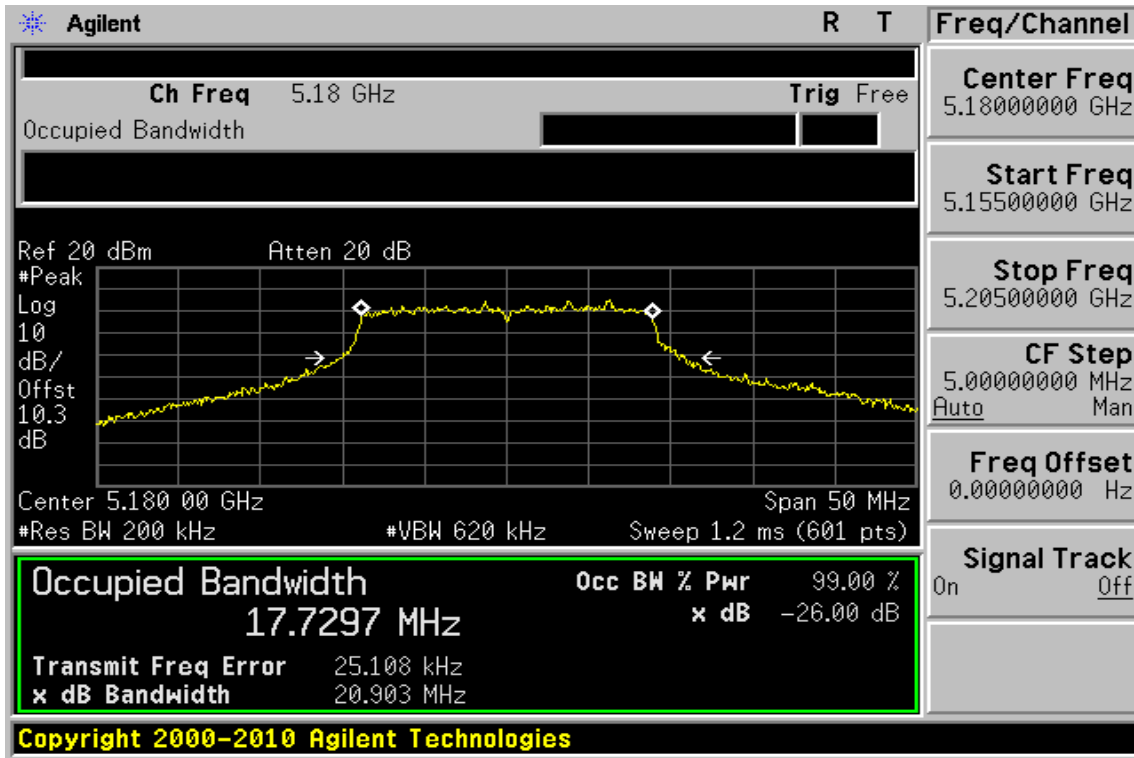 Agilent R T
Ch Freq 5.18 GHz Trig Free
Occupied Bandwidth
Ref 20 dBm Atten 20 dB
#Peak
Log
10
dB/
Offst
10.3
dB
Center 5.180 00 GHz Span 50 MHz
#Res BW 200 kHz #VBW 620 kHz Sweep 1.2 ms (601 pts)
Occupied Bandwidth Occ BW % Pwr 99.00 %
17.7297 MHz x dB -26.00 dB
Transmit Freq Error 25.108 kHz
x dB Bandwidth 20.903 MHz
Copyright 2000-2010 Agilent Technologies
Freq/Channel
Center Freq
5.18000000 GHz
Start Freq
5.15500000 GHz
Stop Freq
5.20500000 GHz
CF Step
5.00000000 MHz
Auto Man
Freq Offset
0.00000000 Hz
Signal Track
On Off